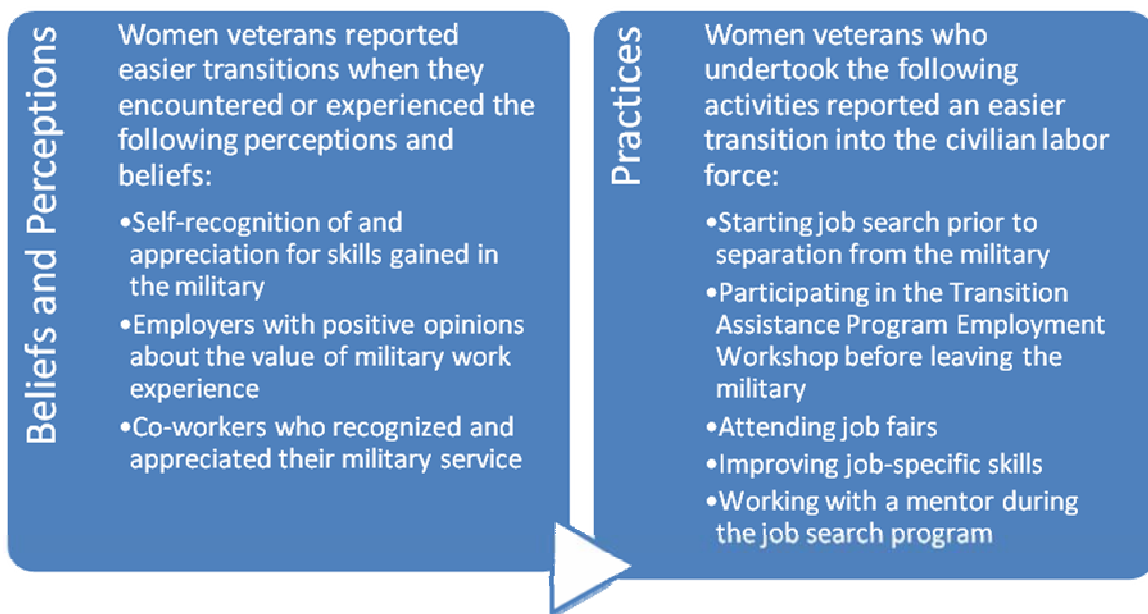 Beliefs and Perceptions
Women veterans reported
easier transitions when they
encountered or experienced the
following perceptions and
beliefs:
•Self-recognition of and
appreciation for skills gained in
the military
•Employers with positive opinions
about the value of military work
experience
•Co-workers who recognized and
appreciated their military service
Practices
Women veterans who
undertook the following
activities reported an easier
transition into the civilian labor
force:
•Starting job search prior to
separation from the military
•Participating in the Transition
Assistance Program Employment
Workshop before leaving the
military
•Attending job fairs
•Improving job-specific skills
•Working with a mentor during
the job search program